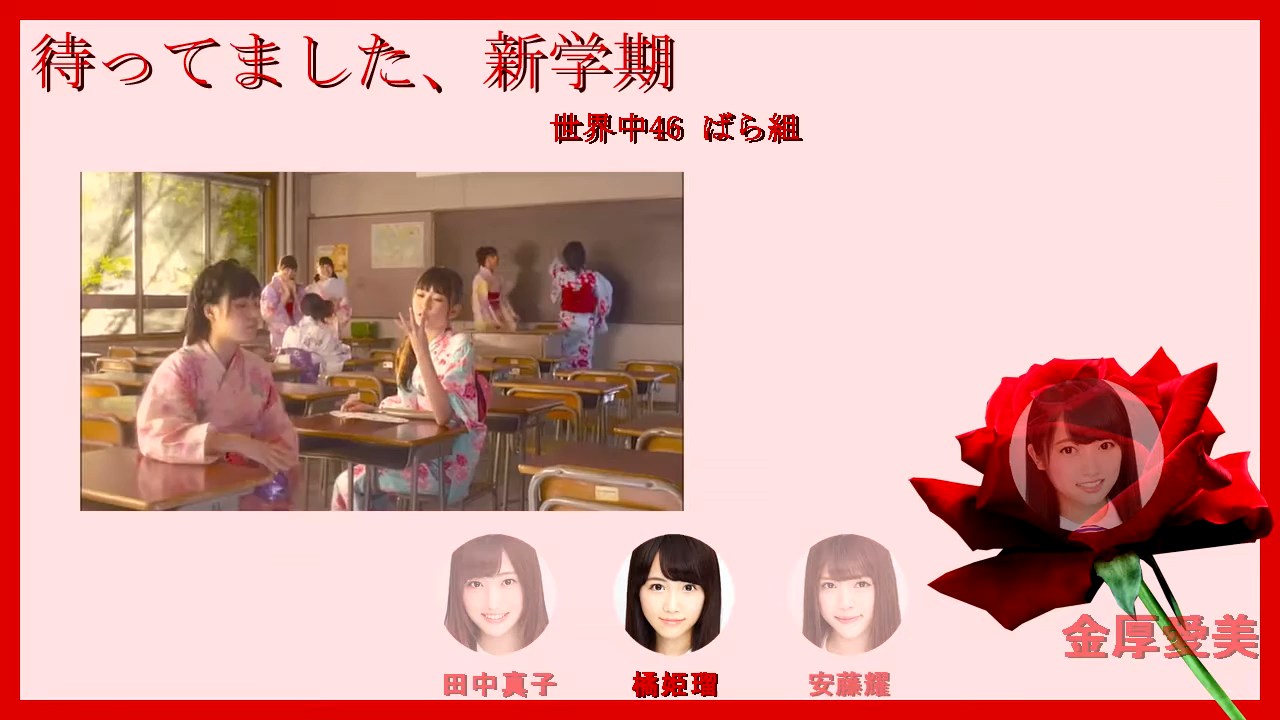 待ってました、新学期
世界中46 ばら組
金厚愛美
田中真子
橘姫瑠
安藤耀